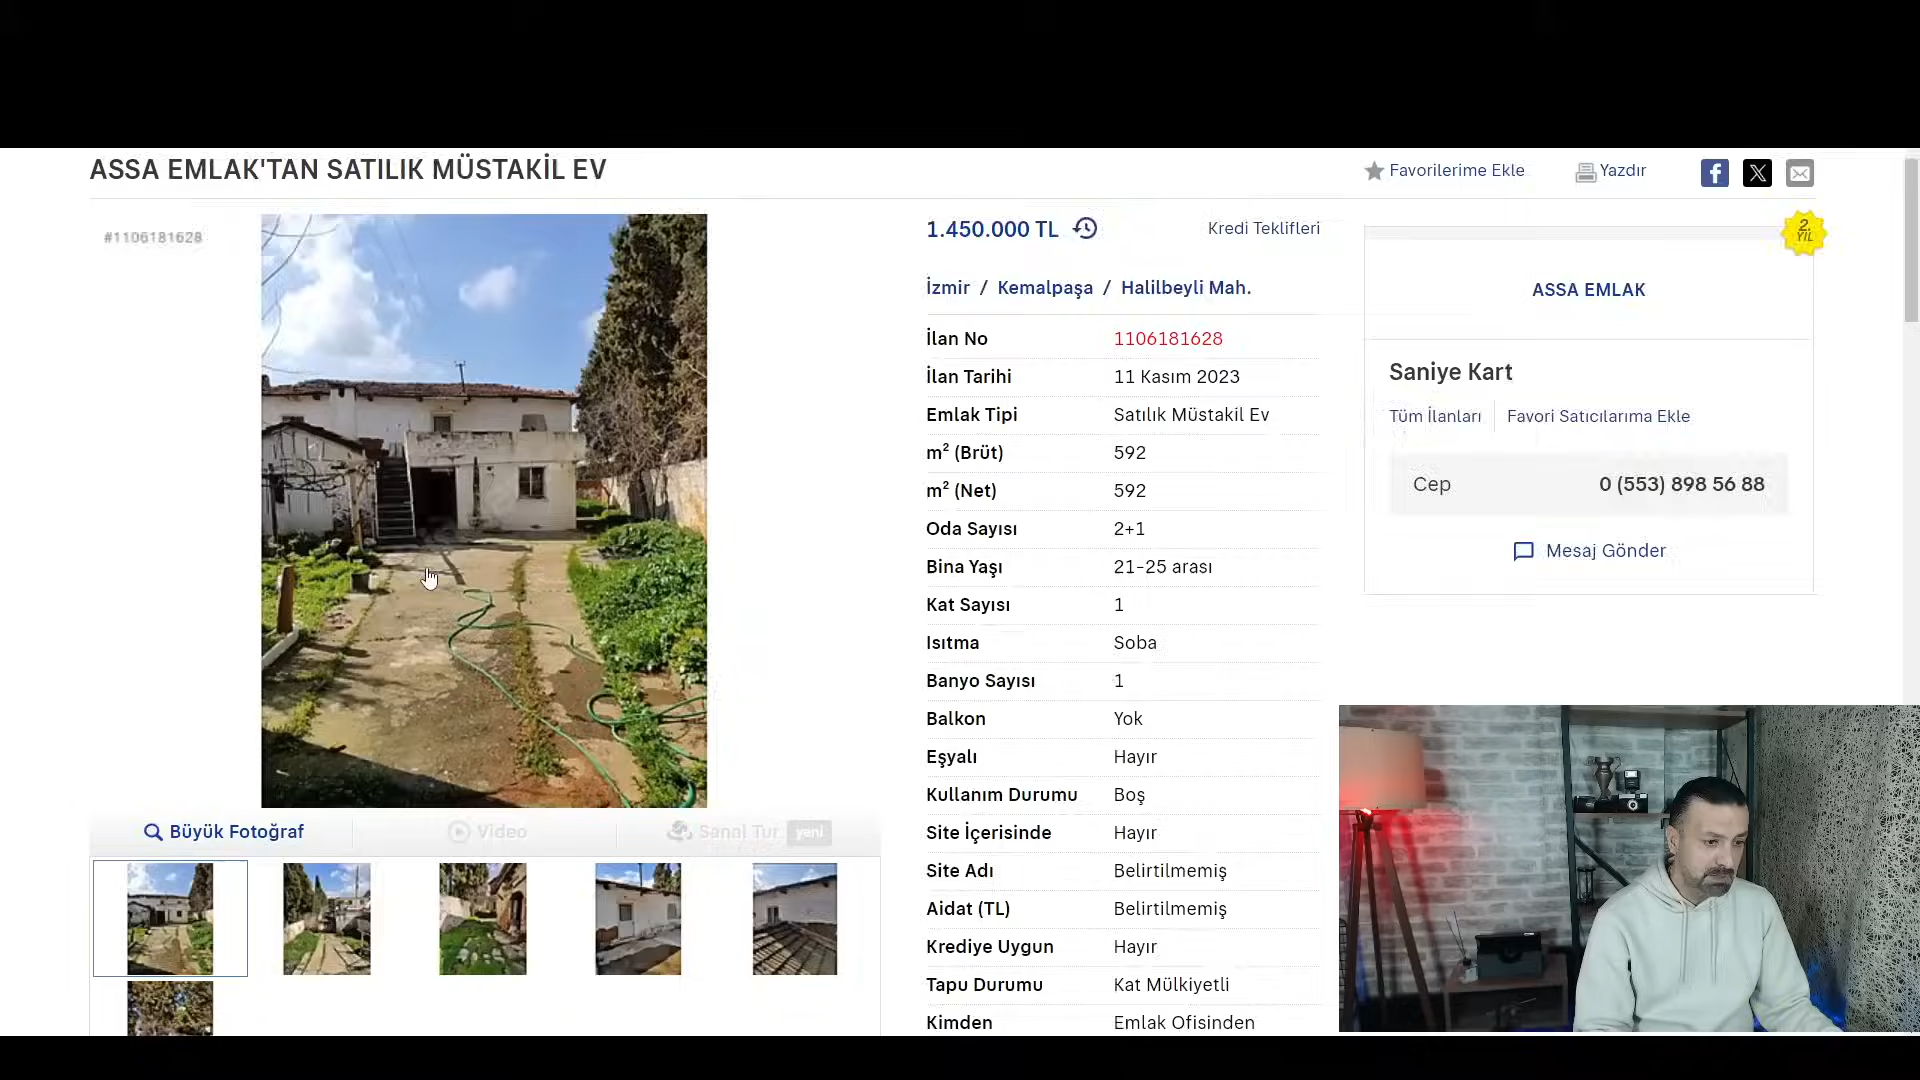 ASSA EMLAK'TAN SATILIK MÜSTAKİL EV
Favorilerime Ekle
Yazdır
#1106181628
1.450.000 TL
Kredi Teklifleri
2.
YIL
İzmir / Kemalpaşa / Halilbeyli Mah.
İlan No 1106181628
İlan Tarihi 11 Kasım 2023
Emlak Tipi Satılık Müstakil Ev
m² (Brüt) 592
m² (Net) 592
Oda Sayısı 2+1
Bina Yaşı 21-25 arası
Kat Sayısı 1
Isıtma Soba
Banyo Sayısı 1
Balkon Yok
Eşyalı Hayır
Kullanım Durumu Boş
Site İçerisinde Hayır
Site Adı Belirtilmemiş
Aidat (TL) Belirtilmemiş
Krediye Uygun Hayır
Tapu Durumu Kat Mülkiyetli
Kimden Emlak Ofisinden
ASSA EMLAK
Saniye Kart
Tüm İlanları
Favori Satıcılarıma Ekle
Cep 0 (553) 898 56 88
Mesaj Gönder
Büyük Fotoğraf
Video
Sanal Tur yeni